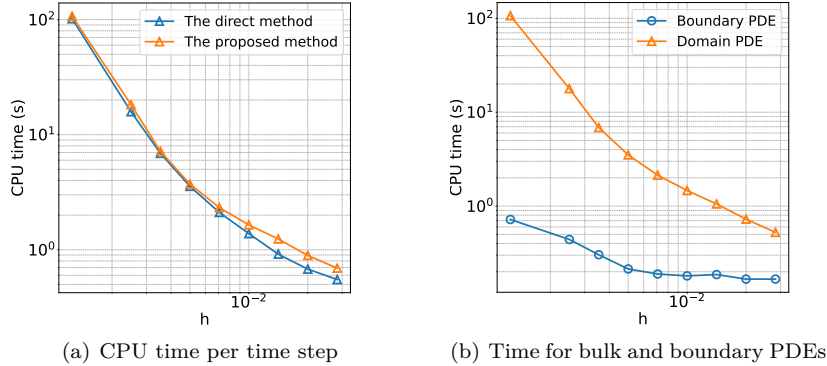 10²
10¹
10⁰
CPU time (s)
The direct method
The proposed method
10⁻²
h
(a) CPU time per time step
10²
10¹
10⁰
CPU time (s)
Boundary PDE
Domain PDE
10⁻²
h
(b) Time for bulk and boundary PDEs